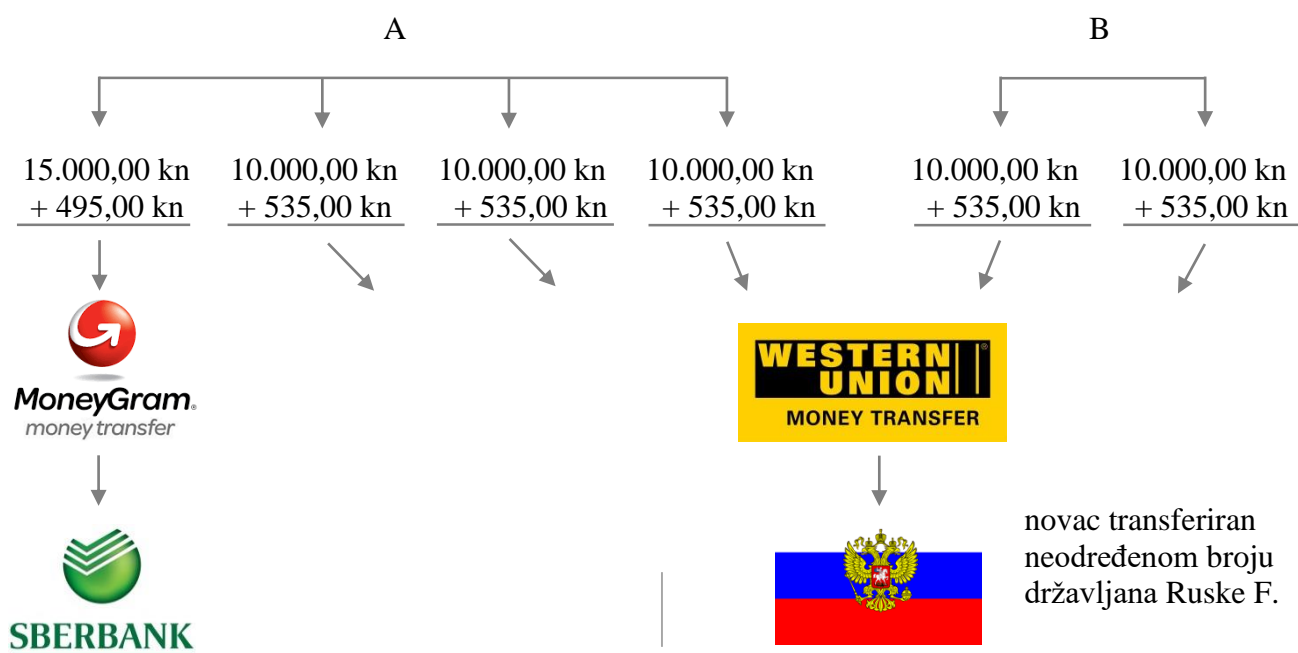 A
B
15.000,00 kn
+ 495,00 kn
10.000,00 kn
+ 535,00 kn
10.000,00 kn
+ 535,00 kn
10.000,00 kn
+ 535,00 kn
10.000,00 kn
+ 535,00 kn
10.000,00 kn
+ 535,00 kn
MoneyGram®
money transfer
WESTERN
UNION®
MONEY TRANSFER
SBERBANK
novac transferiran
neodređenom broju
državljana Ruske F.